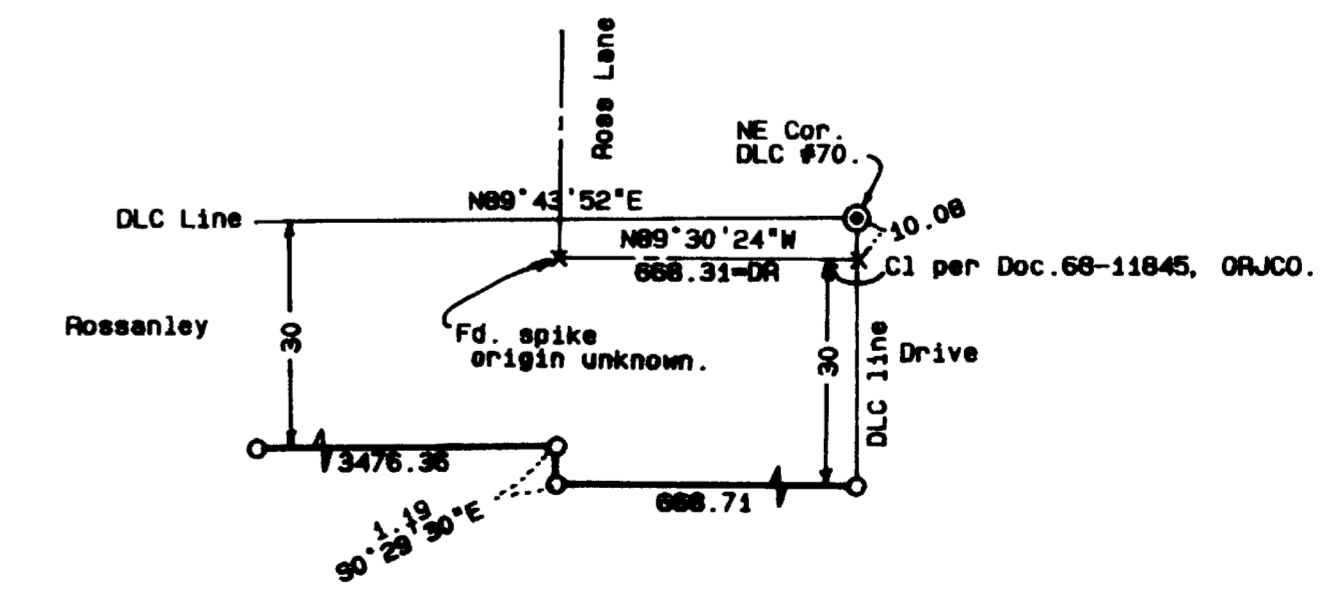 Ross Lane
NE Cor.
DLC #70.
N89°43'52"E
DLC Line
10.08
N89°30'24"W
668.31=DR
Cl per Doc.68-11845, ORJCO.
Rossanley
30
Fd. spike
origin unknown.
30
DLC line
Drive
3476.36
668.71
1.19
S0°29'30"E